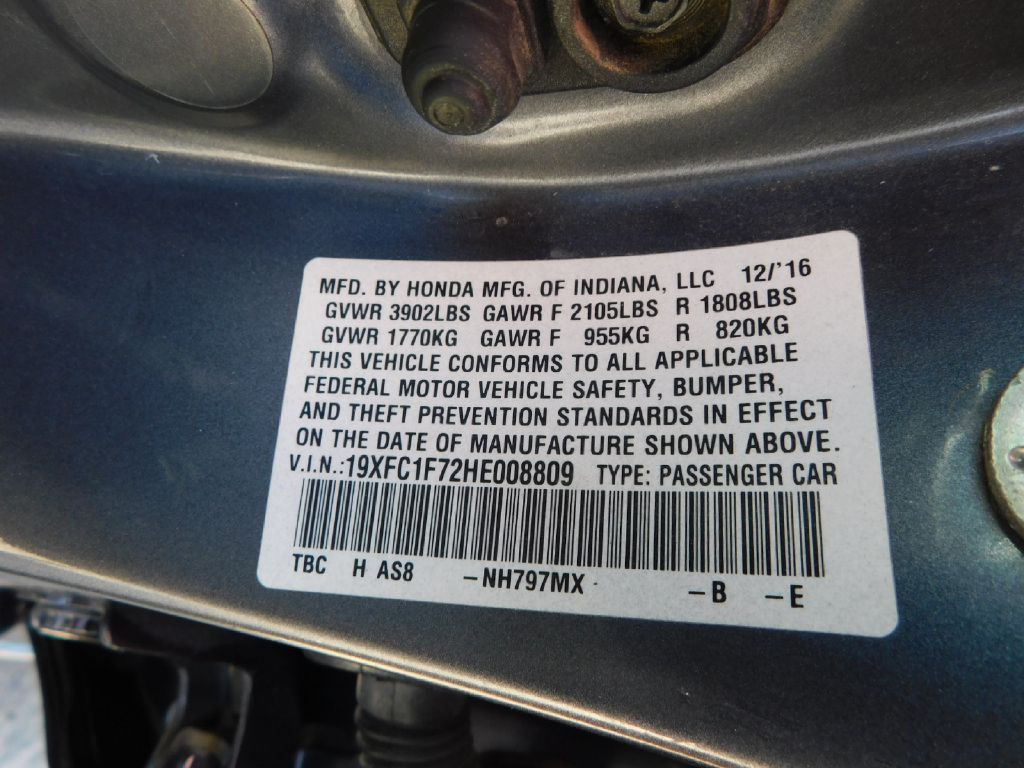 MFD. BY HONDA MFG. OF INDIANA, LLC 12/'16
GVWR 3902LBS GAWR F 2105LBS R 1808LBS
GVWR 1770KG GAWR F 955KG R 820KG
THIS VEHICLE CONFORMS TO ALL APPLICABLE
FEDERAL MOTOR VEHICLE SAFETY, BUMPER,
AND THEFT PREVENTION STANDARDS IN EFFECT
ON THE DATE OF MANUFACTURE SHOWN ABOVE.
V.I.N.:19XFC1F72HE008809 TYPE: PASSENGER CAR
TBC H AS8 -NH797MX -B -E